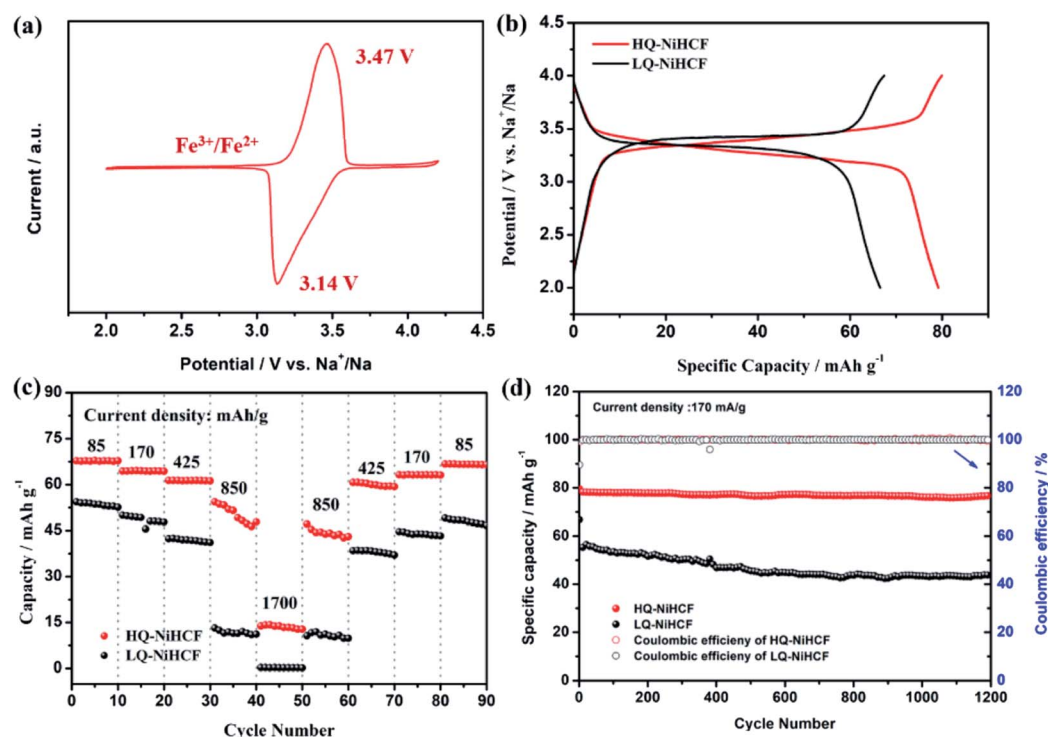 (a)
3.47 V
Fe³⁺/Fe²⁺
3.14 V
Current / a.u.
2.0 2.5 3.0 3.5 4.0 4.5
Potential / V vs. Na⁺/Na
(b)
HQ-NiHCF
LQ-NiHCF
Potential / V vs. Na⁺/Na
4.0
3.5
3.0
2.5
2.0
0 20 40 60 80
Specific Capacity / mAh g⁻¹
(c)
Current density: mAh/g
Capacity / mAh g⁻¹
90
75
60
45
30
15
0
85
170
425
850
1700
850
425
170
85
HQ-NiHCF
LQ-NiHCF
0 10 20 30 40 50 60 70 80 90
Cycle Number
(d)
Current density :170 mA/g
Specific capacity / mAh g⁻¹
120
100
80
60
40
20
0
HQ-NiHCF
LQ-NiHCF
Coulombic efficieny of HQ-NiHCF
Coulombic efficieny of LQ-NiHCF
0 200 400 600 800 1000 1200
Cycle Number
120
100
80
60
40
20
0
Coulombic efficiency / %